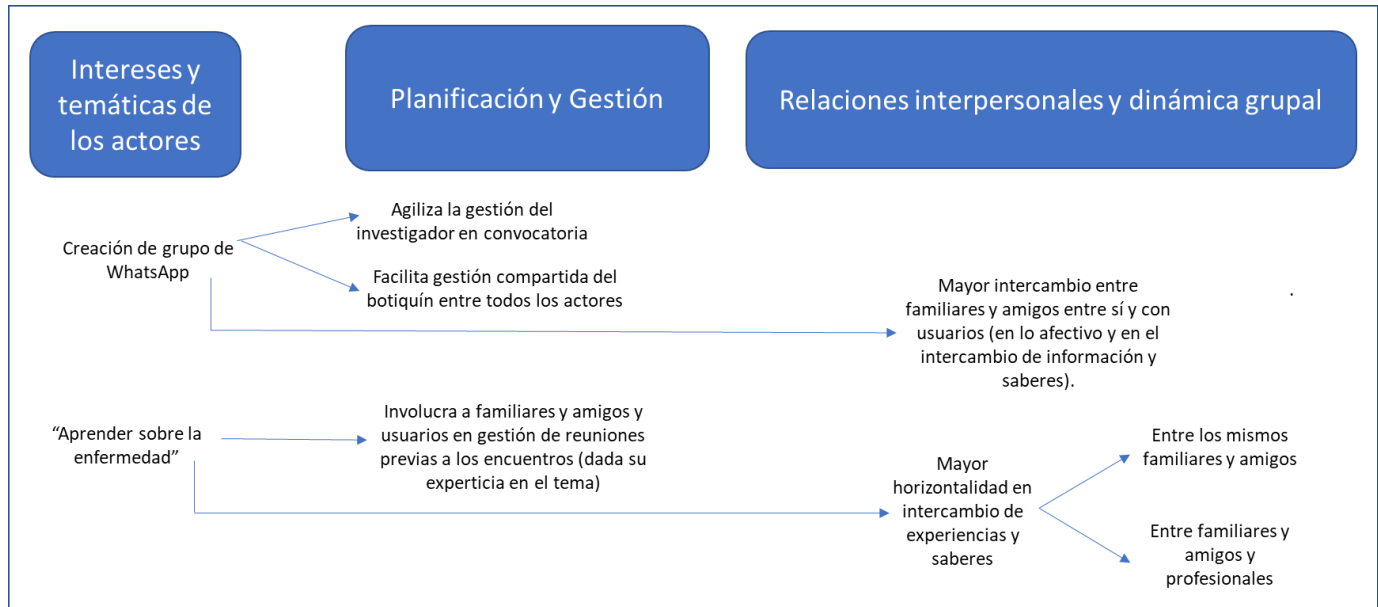 Intereses y
temáticas de
los actores
Planificación y Gestión
Relaciones interpersonales y dinámica grupal
Creación de grupo de
WhatsApp
Agiliza la gestión del
investigador en convocatoria
Facilita gestión compartida del
botiquín entre todos los actores
Mayor intercambio entre
familiares y amigos entre sí y con
usuarios (en lo afectivo y en el
intercambio de información y
saberes).
.
“Aprender sobre la
enfermedad”
Involucra a familiares y amigos y
usuarios en gestión de reuniones
previas a los encuentros (dada su
experticia en el tema)
Mayor
horizontalidad en
intercambio de
experiencias y
saberes
Entre los mismos
familiares y amigos
Entre familiares y
amigos y
profesionales